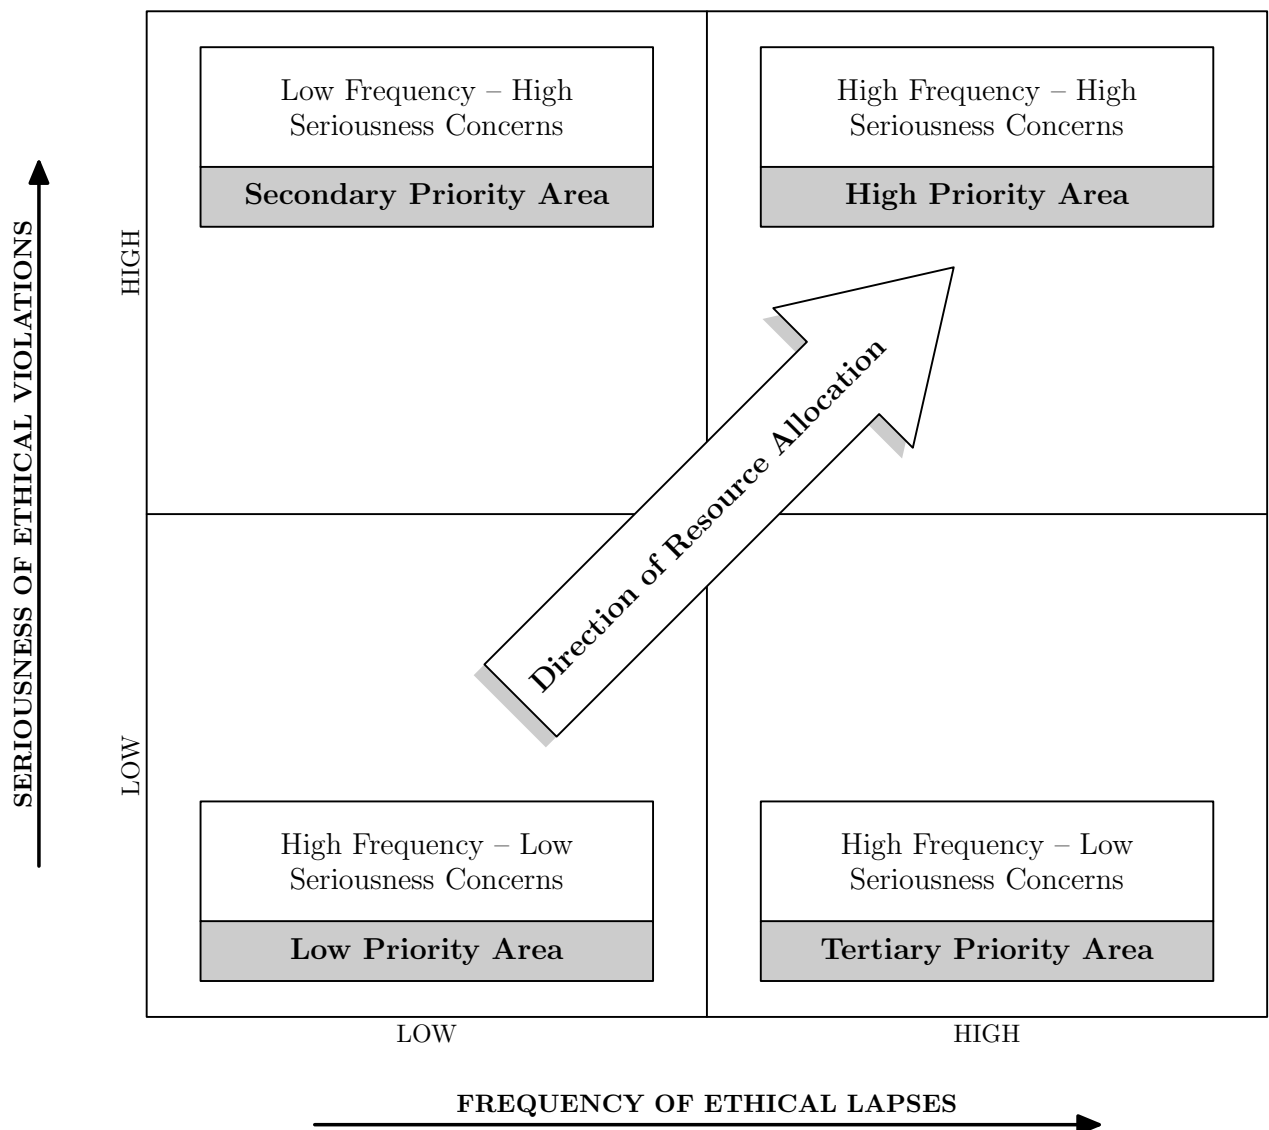 Low Frequency – High
Seriousness Concerns
Secondary Priority Area
High Frequency – High
Seriousness Concerns
High Priority Area
SERIOUSNESS OF ETHICAL VIOLATIONS
HIGH
LOW
Direction of Resource Allocation
High Frequency – Low
Seriousness Concerns
Low Priority Area
High Frequency – Low
Seriousness Concerns
Tertiary Priority Area
LOW
HIGH
FREQUENCY OF ETHICAL LAPSES